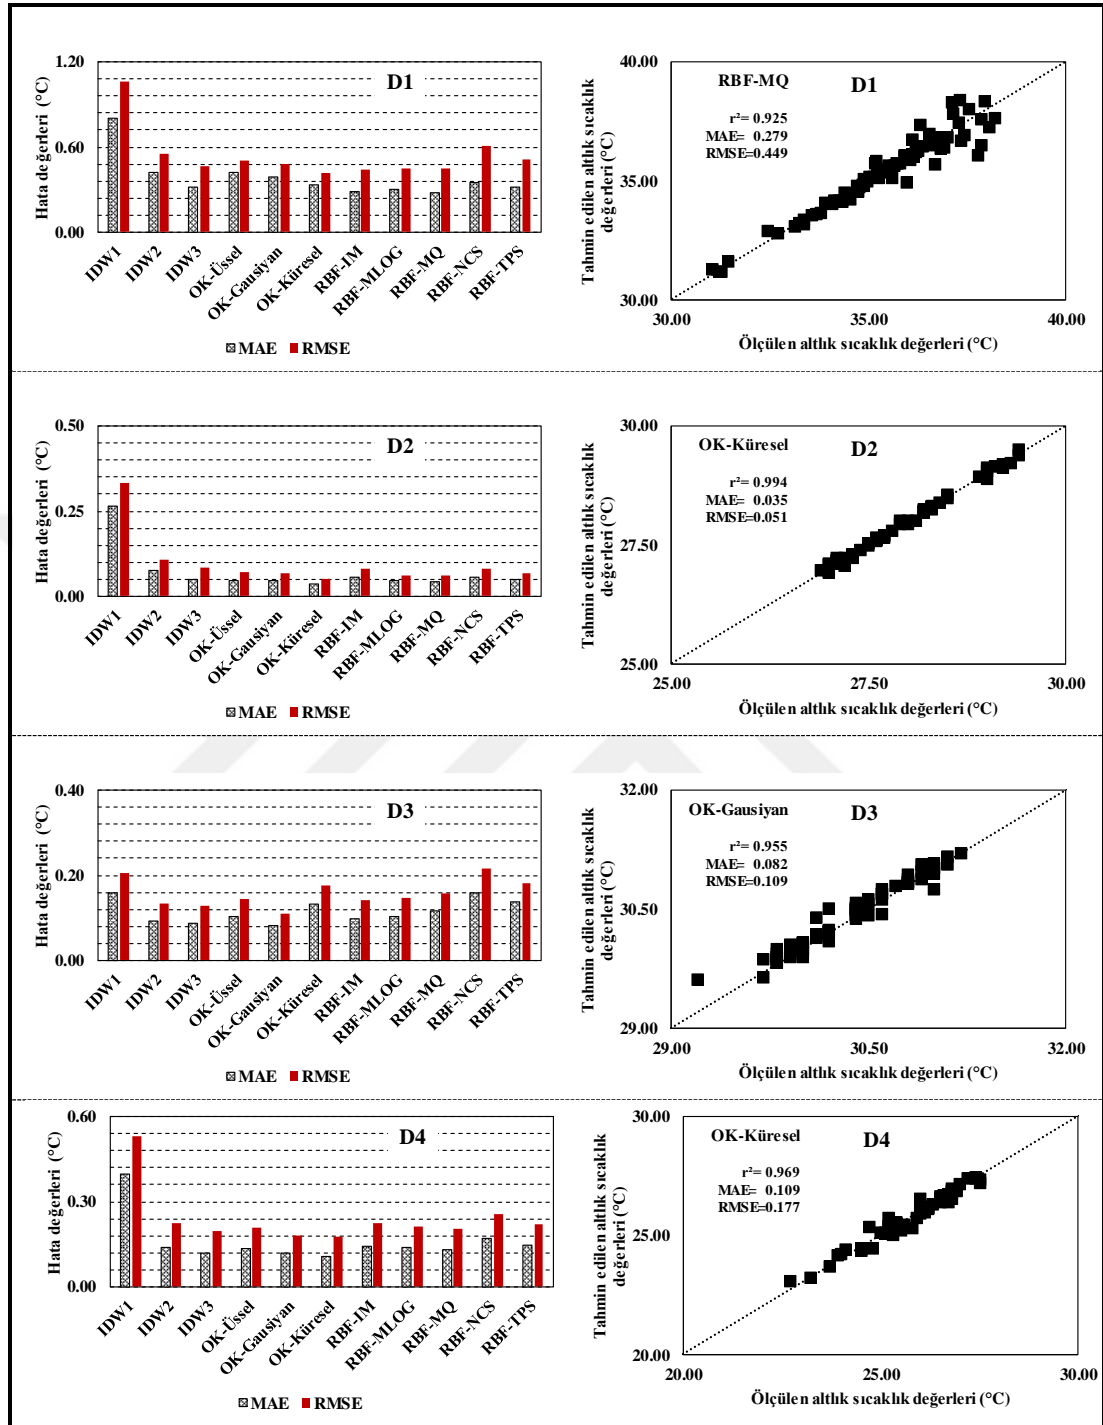 1.20
0.60
0.00
Hata değerleri (°C)
D1
IDW1
IDW2
IDW3
OK-Üssel
OK-Gausiyan
OK-Küresel
RBF-IM
RBF-MLOG
RBF-MQ
RBF-NCS
RBF-TPS
MAE RMSE
40.00
35.00
30.00
Tahmin edilen altlık sıcaklık
değerleri (°C)
RBF-MQ D1
r²= 0.925
MAE= 0.279
RMSE=0.449
30.00 35.00 40.00
Ölçülen altlık sıcaklık değerleri (°C)
0.50
0.25
0.00
Hata değerleri (°C)
D2
IDW1
IDW2
IDW3
OK-Üssel
OK-Gausiyan
OK-Küresel
RBF-IM
RBF-MLOG
RBF-MQ
RBF-NCS
RBF-TPS
MAE RMSE
30.00
27.50
25.00
Tahmin edilen altlık sıcaklık
değerleri (°C)
OK-Küresel D2
r²= 0.994
MAE= 0.035
RMSE=0.051
25.00 27.50 30.00
Ölçülen altlık sıcaklık değerleri (°C)
0.40
0.20
0.00
Hata değerleri (°C)
D3
IDW1
IDW2
IDW3
OK-Üssel
OK-Gausiyan
OK-Küresel
RBF-IM
RBF-MLOG
RBF-MQ
RBF-NCS
RBF-TPS
MAE RMSE
32.00
30.50
29.00
Tahmin edilen altlık sıcaklık
değerleri (°C)
OK-Gausiyan D3
r²= 0.955
MAE= 0.082
RMSE=0.109
29.00 30.50 32.00
Ölçülen altlık sıcaklık değerleri (°C)
0.60
0.30
0.00
Hata değerleri (°C)
D4
IDW1
IDW2
IDW3
OK-Üssel
OK-Gausiyan
OK-Küresel
RBF-IM
RBF-MLOG
RBF-MQ
RBF-NCS
RBF-TPS
MAE RMSE
30.00
25.00
20.00
Tahmin edilen altlık sıcaklık
değerleri (°C)
OK-Küresel D4
r²= 0.969
MAE= 0.109
RMSE=0.177
20.00 25.00 30.00
Ölçülen altlık sıcaklık değerleri (°C)